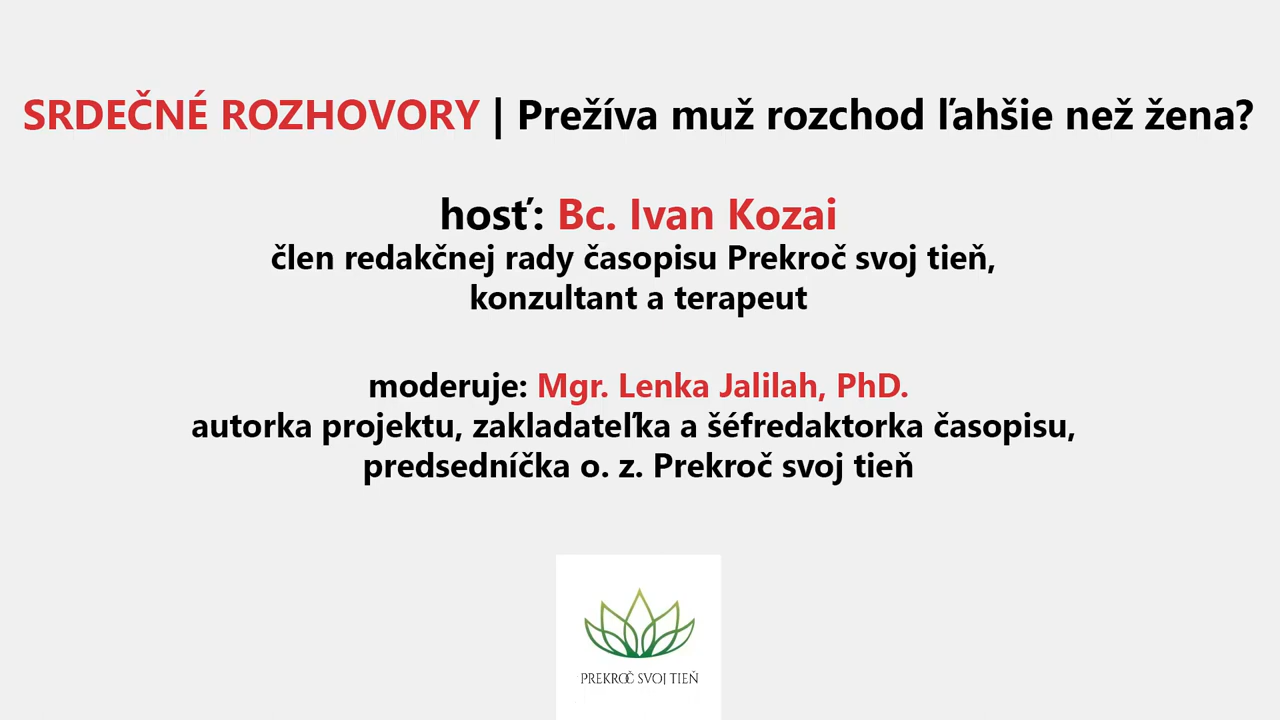 SRDEČNÉ ROZHOVORY | Prežíva muž rozchod ľahšie než žena?
hosť: Bc. Ivan Kozai
člen redakčnej rady časopisu Prekroč svoj tieň,
konzultant a terapeut
moderuje: Mgr. Lenka Jalilah, PhD.
autorka projektu, zakladateľka a šéfredaktorka časopisu,
predsedníčka o. z. Prekroč svoj tieň
PREKROČ SVOJ TIEŇ